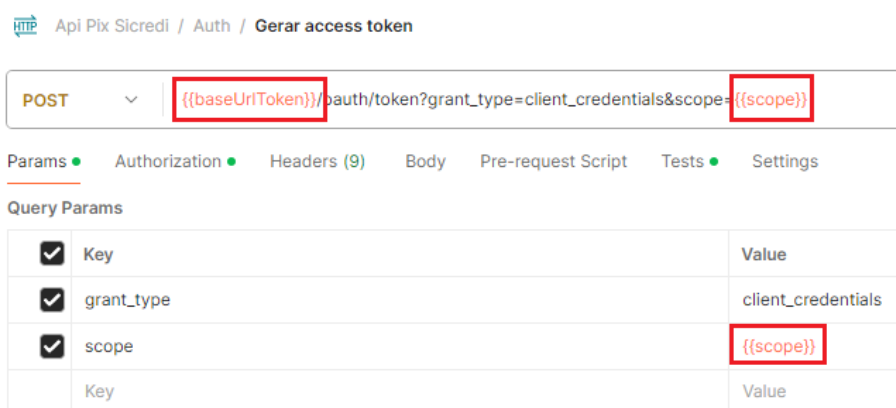 HTTP Api Pix Sicredi / Auth / Gerar access token
POST {{baseUrlToken}}/oauth/token?grant_type=client_credentials&scope={{scope}}
Params Authorization Headers (9) Body Pre-request Script Tests Settings
Query Params
Key Value
grant_type client_credentials
scope {{scope}}
Key Value